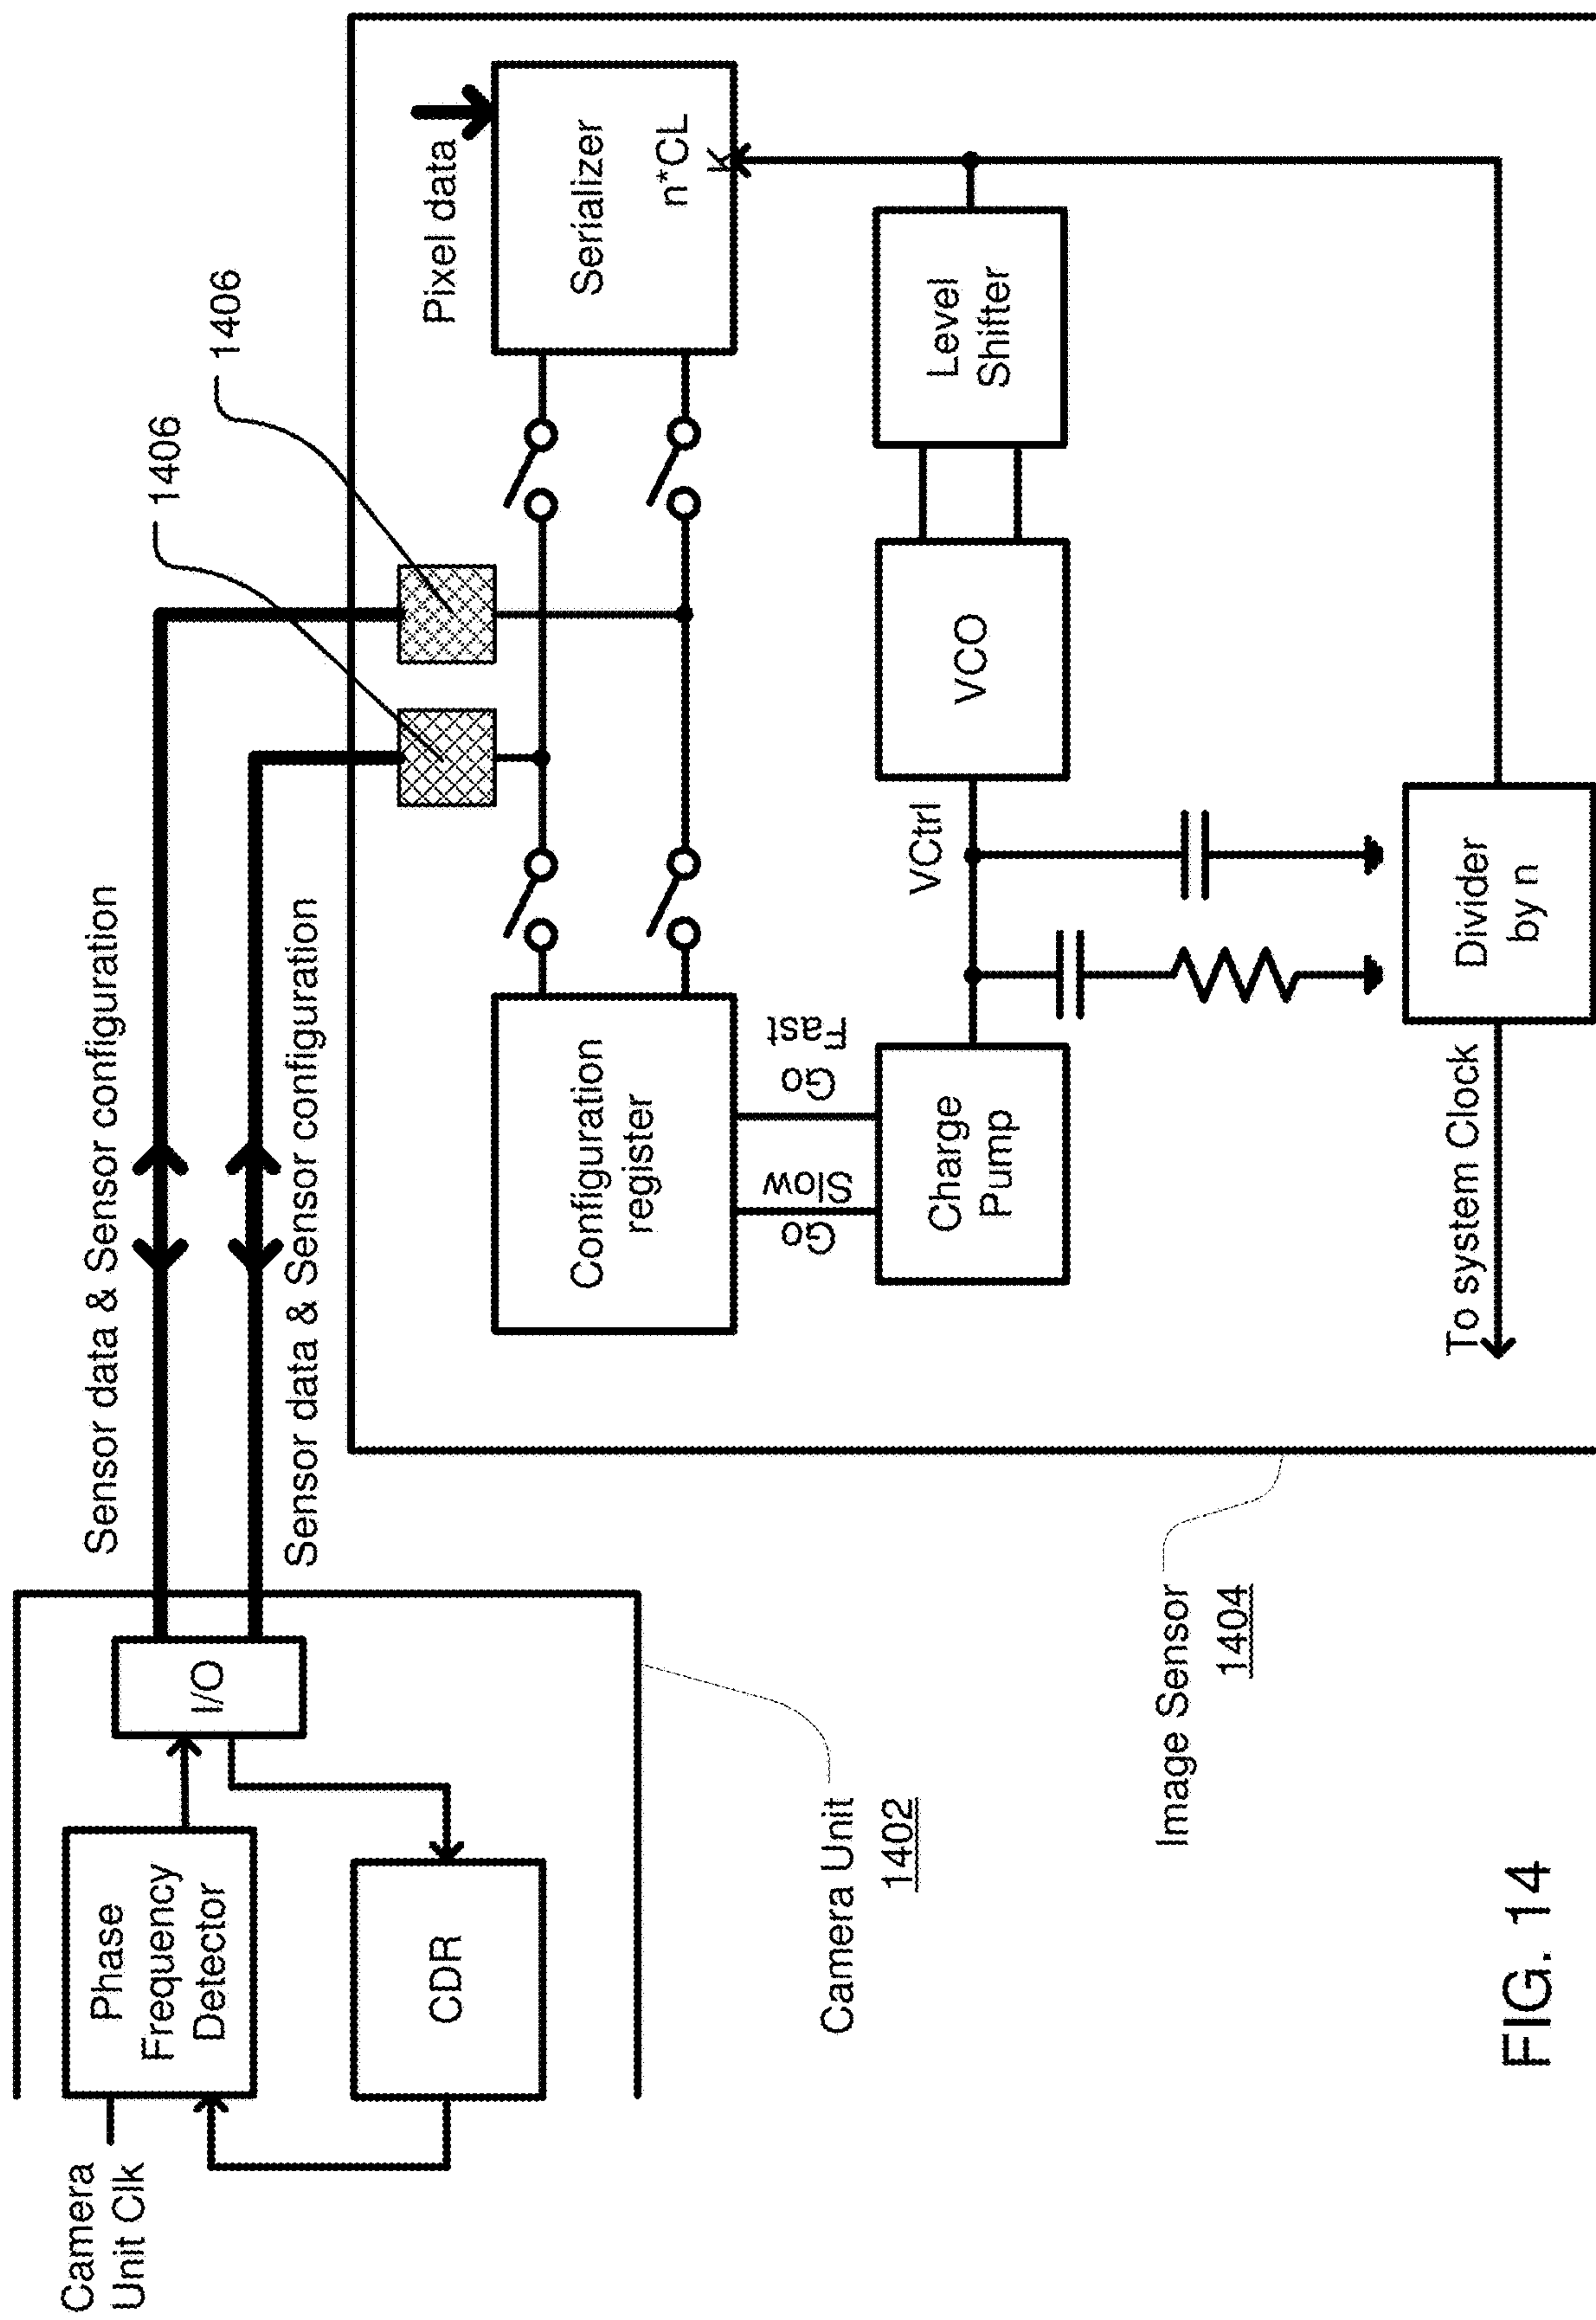 Camera
Unit Clk
Phase
Frequency
Detector
I/O
CDR
Camera Unit
1402
Sensor data & Sensor configuration
Sensor data & Sensor configuration
1406
1406
Pixel data
Configuration
register
Serializer
n*CL
K
Go
Slow
Go
Fast
Charge
Pump
VCtrl
VCO
Level
Shifter
Divider
by n
To system Clock
Image Sensor
1404
FIG. 14